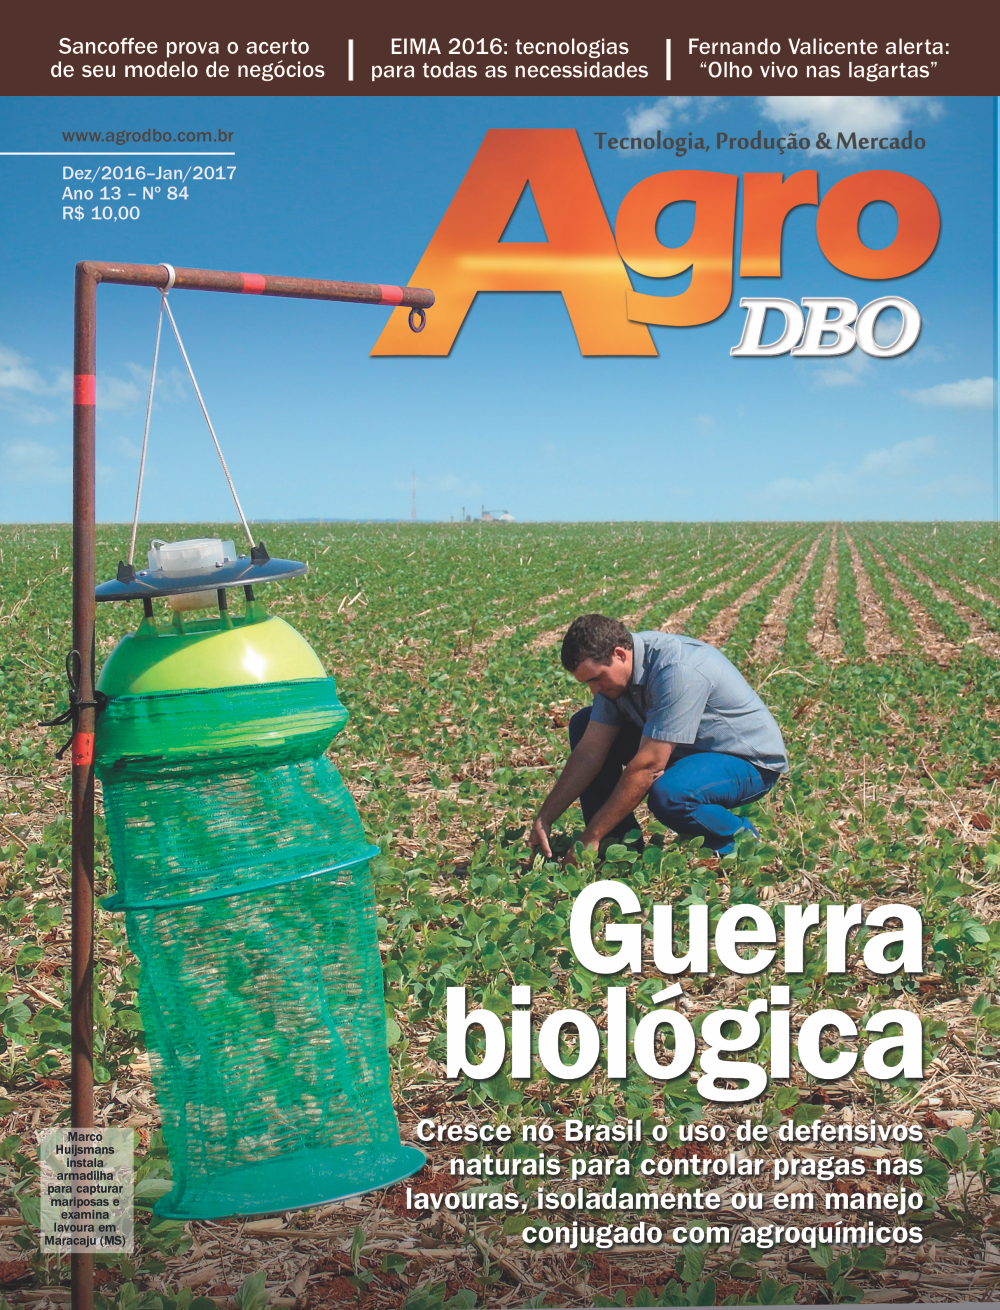 Sancoffee prova o acerto
de seu modelo de negócios
EIMA 2016: tecnologias
para todas as necessidades
Fernando Valicente alerta:
“Olho vivo nas lagartas”
www.agrodbo.com.br
Dez/2016–Jan/2017
Ano 13 – Nº 84
R$ 10,00
Tecnologia, Produção & Mercado
Agro
DBO
Guerra
biológica
Cresce no Brasil o uso de defensivos
naturais para controlar pragas nas
lavouras, isoladamente ou em manejo
conjugado com agroquímicos
Marco
Huijsmans
instala
armadilha
para capturar
mariposas e
examina
lavoura em
Maracaju (MS)